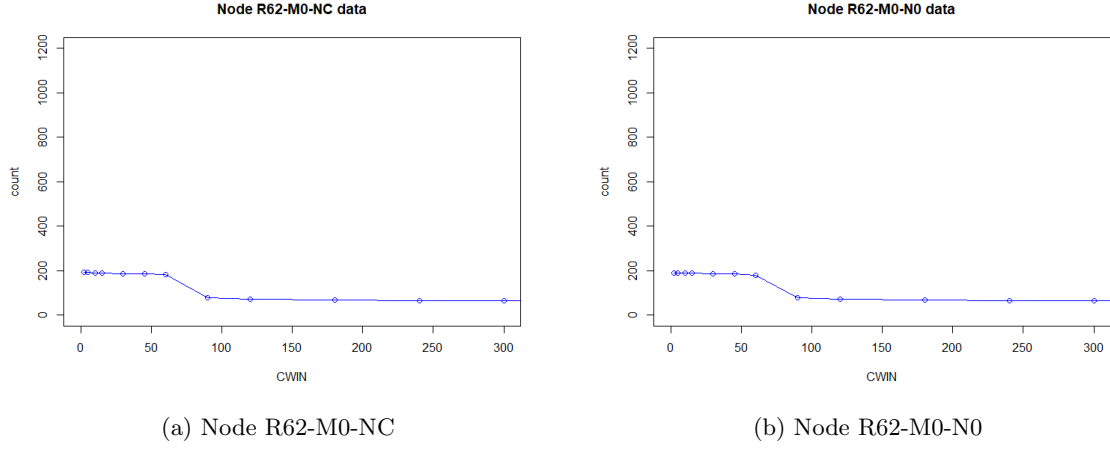 Node R62-M0-NC data
count
0
200
400
600
800
1000
1200
0 50 100 150 200 250 300
CWIN
(a) Node R62-M0-NC
Node R62-M0-N0 data
count
0
200
400
600
800
1000
1200
0 50 100 150 200 250 300
CWIN
(b) Node R62-M0-N0